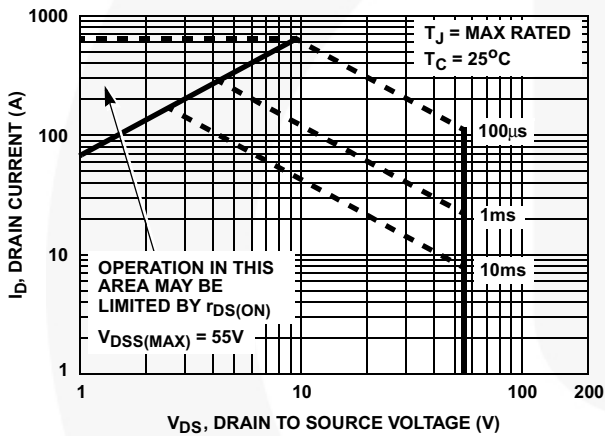 1000
100
10
1
I_D, DRAIN CURRENT (A)
T_J = MAX RATED
T_C = 25°C
100μs
1ms
10ms
OPERATION IN THIS
AREA MAY BE
LIMITED BY r_DS(ON)
V_DSS(MAX) = 55V
1 10 100 200
V_DS, DRAIN TO SOURCE VOLTAGE (V)